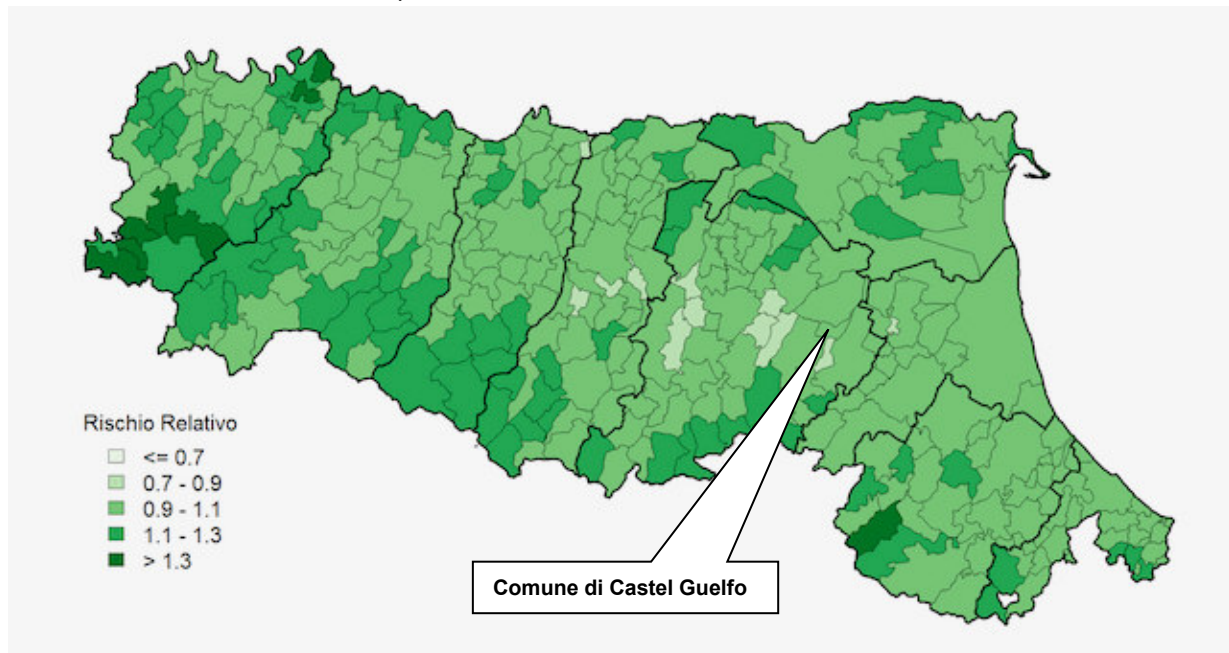 Rischio Relativo
<= 0.7
0.7 - 0.9
0.9 - 1.1
1.1 - 1.3
> 1.3
Comune di Castel Guelfo